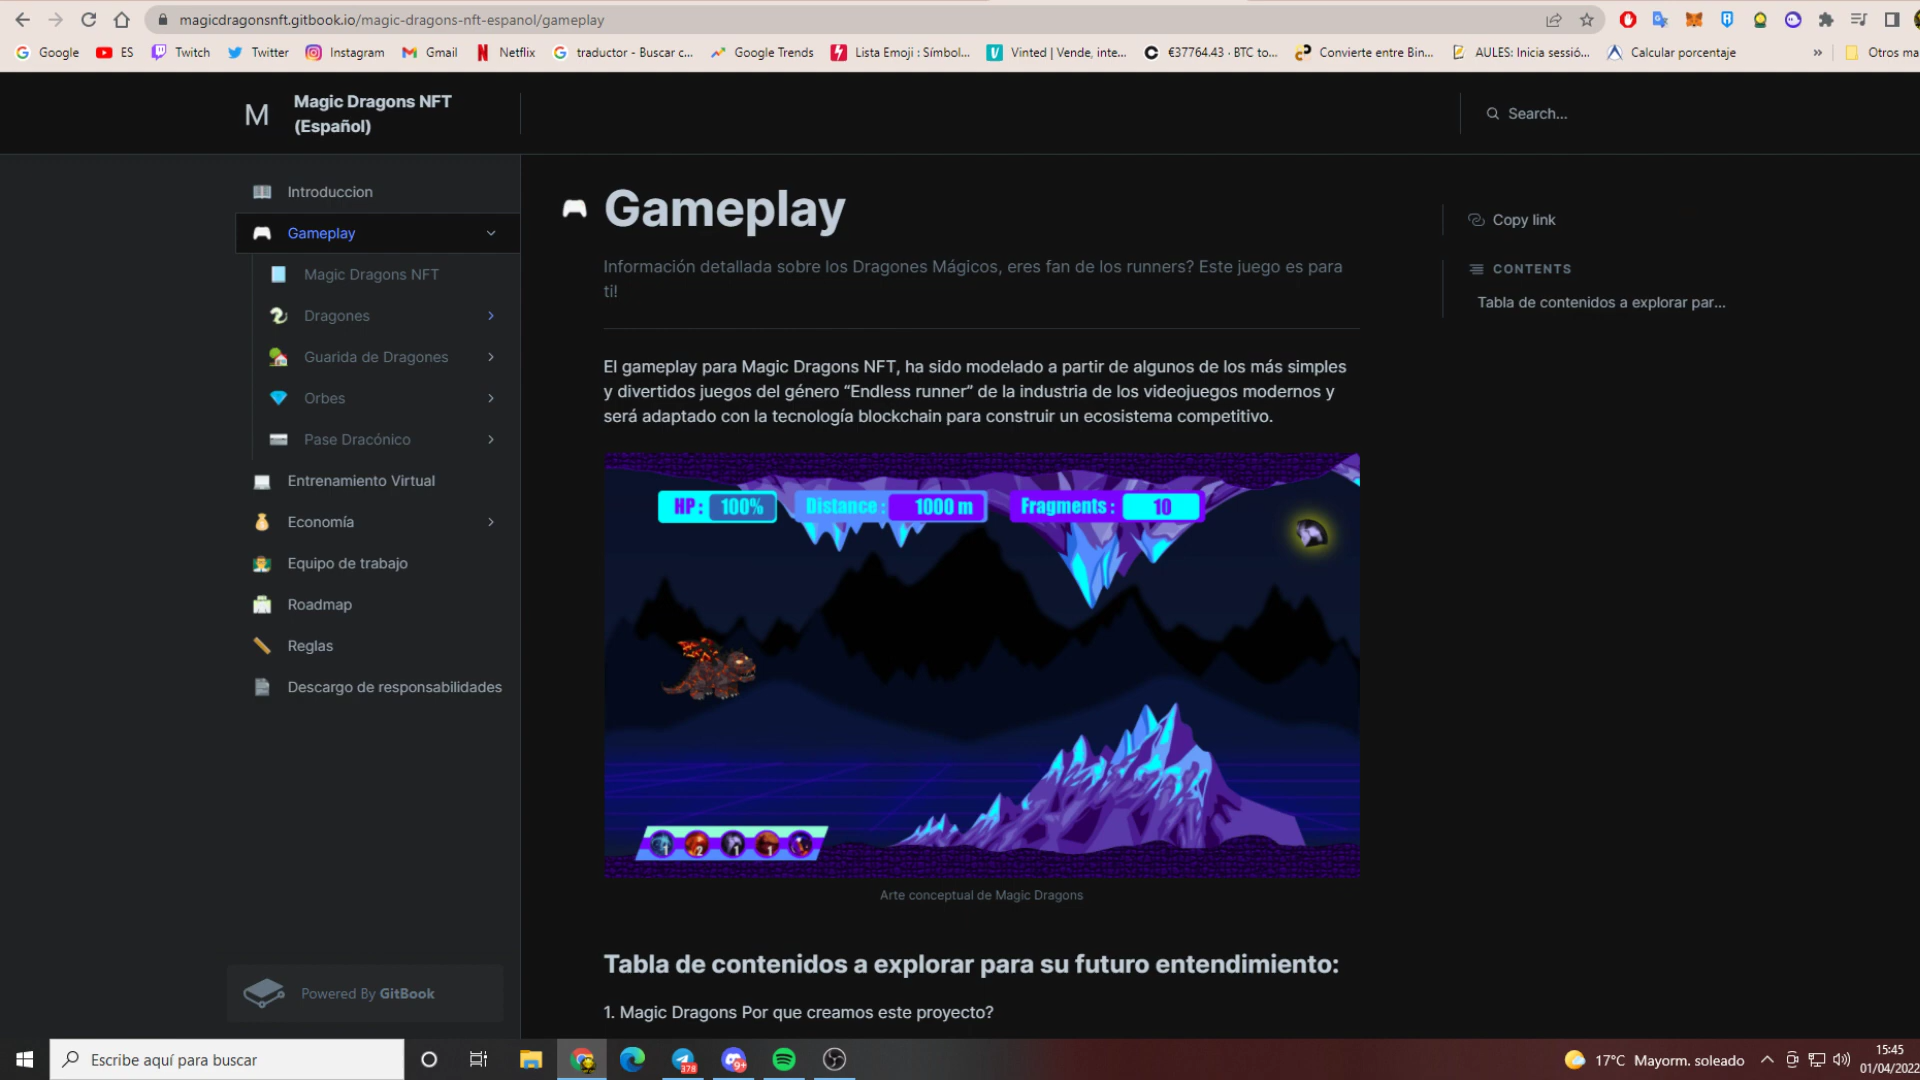 magicdragonsnft.gitbook.io/magic-dragons-nft-espanol/gameplay
Google
ES
Twitch
Twitter
Instagram
Gmail
Netflix
traductor - Buscar c...
Google Trends
Lista Emoji : Símbol...
Vinted | Vende, inte...
€37764.43 · BTC to...
Convierte entre Bin...
AULES: Inicia sessió...
Calcular porcentaje
»
Otros ma
M
Magic Dragons NFT
(Español)
Search...
Introduccion
Gameplay
Magic Dragons NFT
Dragones
Guarida de Dragones
Orbes
Pase Dracónico
Entrenamiento Virtual
Economía
Equipo de trabajo
Roadmap
Reglas
Descargo de responsabilidades
Powered By GitBook
Gameplay
Información detallada sobre los Dragones Mágicos, eres fan de los runners? Este juego es para
ti!
El gameplay para Magic Dragons NFT, ha sido modelado a partir de algunos de los más simples
y divertidos juegos del género “Endless runner” de la industria de los videojuegos modernos y
será adaptado con la tecnología blockchain para construir un ecosistema competitivo.
HP : 100%
Distance : 1000 m
Fragments : 10
1 2 1 1
Arte conceptual de Magic Dragons
Tabla de contenidos a explorar para su futuro entendimiento:
1. Magic Dragons Por que creamos este proyecto?
Copy link
CONTENTS
Tabla de contenidos a explorar par...
Escribe aquí para buscar
378
9+
17°C Mayorm. soleado
15:45
01/04/2022